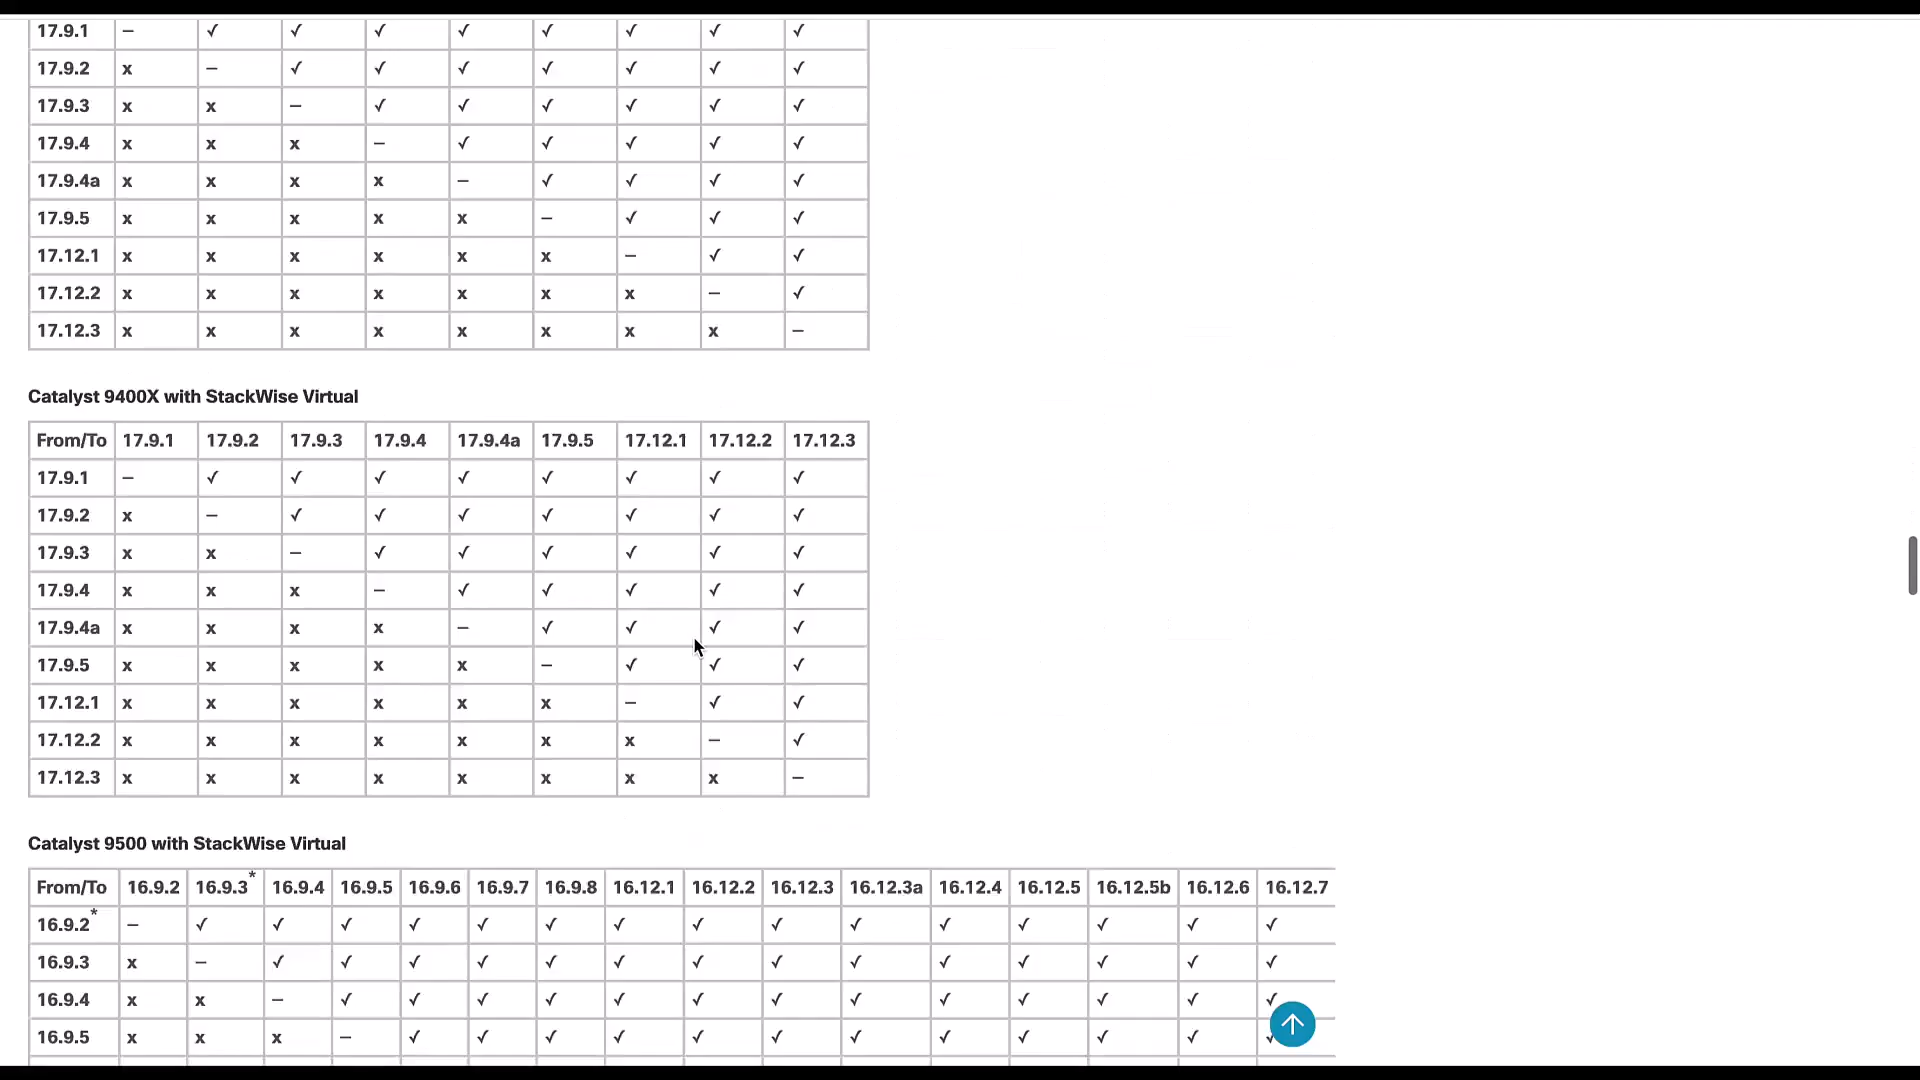 17.9.1 – ✓ ✓ ✓ ✓ ✓ ✓ ✓ ✓
17.9.2 x – ✓ ✓ ✓ ✓ ✓ ✓ ✓
17.9.3 x x – ✓ ✓ ✓ ✓ ✓ ✓
17.9.4 x x x – ✓ ✓ ✓ ✓ ✓
17.9.4a x x x x – ✓ ✓ ✓ ✓
17.9.5 x x x x x – ✓ ✓ ✓
17.12.1 x x x x x x – ✓ ✓
17.12.2 x x x x x x x – ✓
17.12.3 x x x x x x x x –
Catalyst 9400X with StackWise Virtual
From/To 17.9.1 17.9.2 17.9.3 17.9.4 17.9.4a 17.9.5 17.12.1 17.12.2 17.12.3
17.9.1 – ✓ ✓ ✓ ✓ ✓ ✓ ✓ ✓
17.9.2 x – ✓ ✓ ✓ ✓ ✓ ✓ ✓
17.9.3 x x – ✓ ✓ ✓ ✓ ✓ ✓
17.9.4 x x x – ✓ ✓ ✓ ✓ ✓
17.9.4a x x x x – ✓ ✓ ✓ ✓
17.9.5 x x x x x – ✓ ✓ ✓
17.12.1 x x x x x x – ✓ ✓
17.12.2 x x x x x x x – ✓
17.12.3 x x x x x x x x –
Catalyst 9500 with StackWise Virtual
From/To 16.9.2 16.9.3* 16.9.4 16.9.5 16.9.6 16.9.7 16.9.8 16.12.1 16.12.2 16.12.3 16.12.3a 16.12.4 16.12.5 16.12.5b 16.12.6 16.12.7
16.9.2* – ✓ ✓ ✓ ✓ ✓ ✓ ✓ ✓ ✓ ✓ ✓ ✓ ✓ ✓ ✓
16.9.3 x – ✓ ✓ ✓ ✓ ✓ ✓ ✓ ✓ ✓ ✓ ✓ ✓ ✓ ✓
16.9.4 x x – ✓ ✓ ✓ ✓ ✓ ✓ ✓ ✓ ✓ ✓ ✓ ✓ ✓
16.9.5 x x x – ✓ ✓ ✓ ✓ ✓ ✓ ✓ ✓ ✓ ✓ ✓ ✓